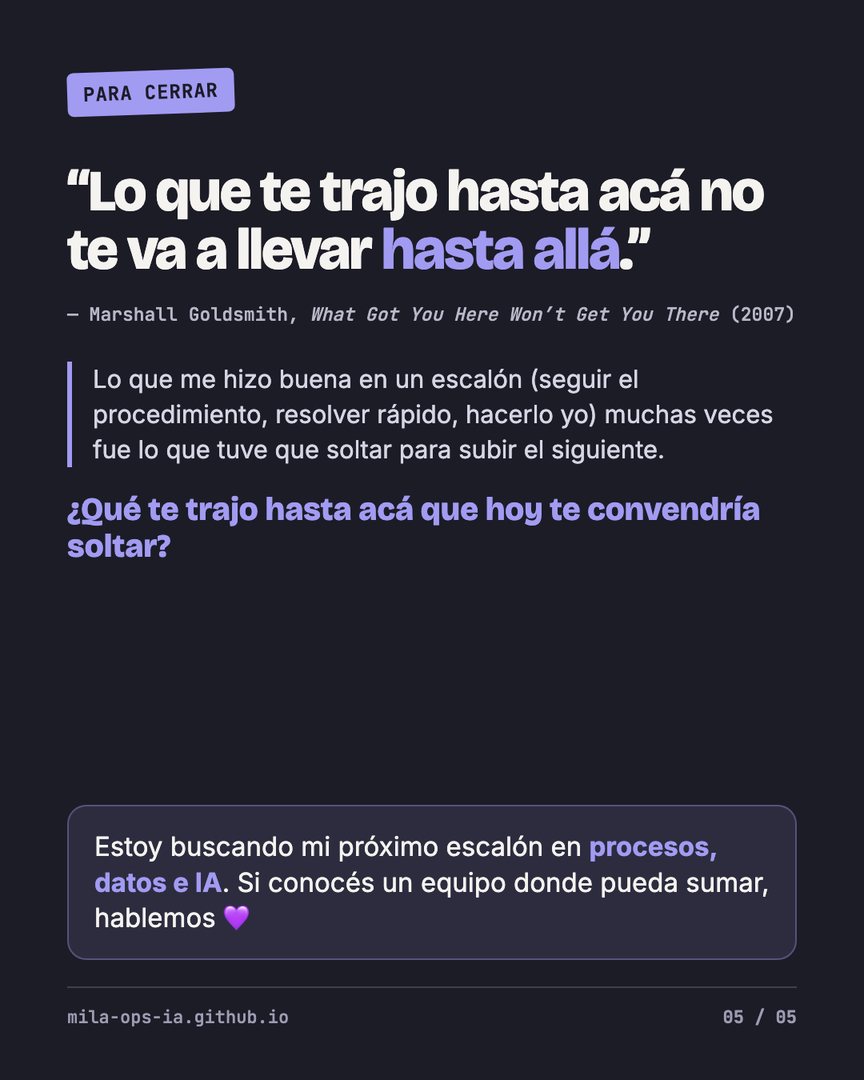 PARA CERRAR
“Lo que te trajo hasta acá no
te va a llevar hasta allá.”
— Marshall Goldsmith, What Got You Here Won’t Get You There (2007)
Lo que me hizo buena en un escalón (seguir el
procedimiento, resolver rápido, hacerlo yo) muchas veces
fue lo que tuve que soltar para subir el siguiente.
¿Qué te trajo hasta acá que hoy te convendría
soltar?
Estoy buscando mi próximo escalón en procesos,
datos e IA. Si conocés un equipo donde pueda sumar,
hablemos 💜
mila-ops-ia.github.io
05 / 05